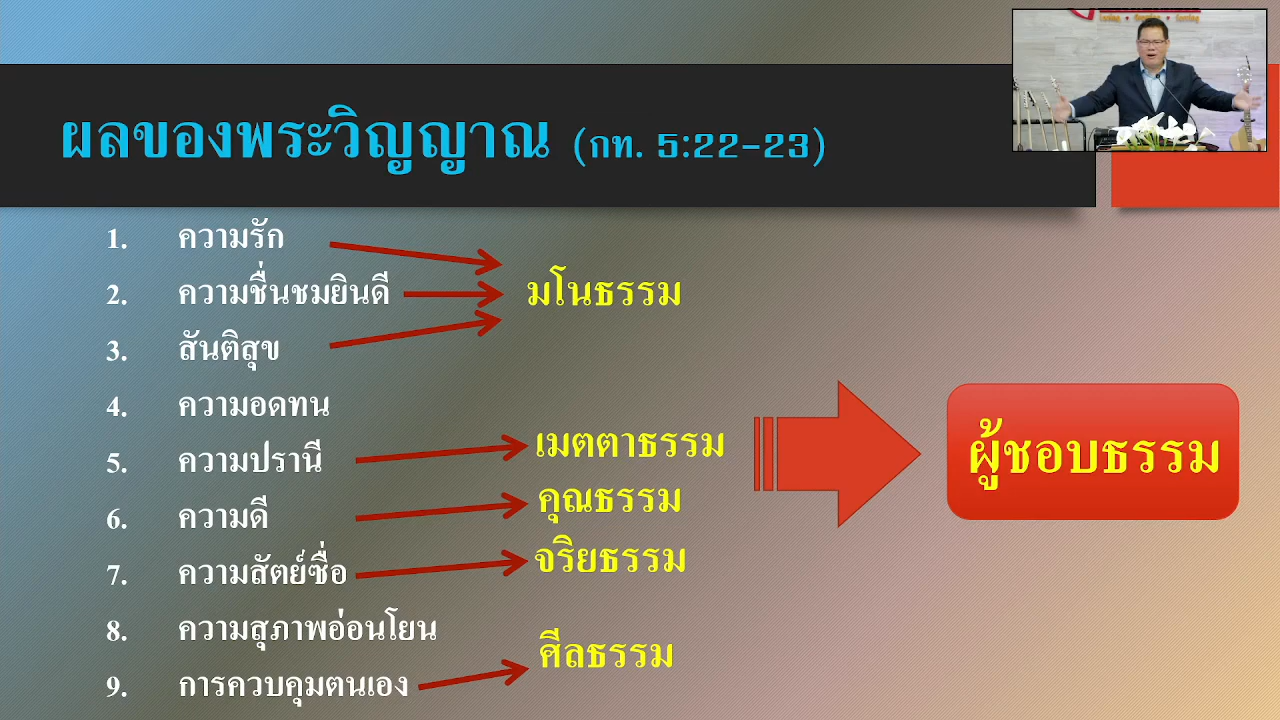 ผลของพระวิญญาณ (กท. 5:22-23)
1. ความรัก
2. ความชื่นชมยินดี
3. สันติสุข
4. ความอดทน
5. ความปรานี
6. ความดี
7. ความสัตย์ซื่อ
8. ความสุภาพอ่อนโยน
9. การควบคุมตนเอง
มโนธรรม
เมตตาธรรม
คุณธรรม
จริยธรรม
ศีลธรรม
ผู้ชอบธรรม